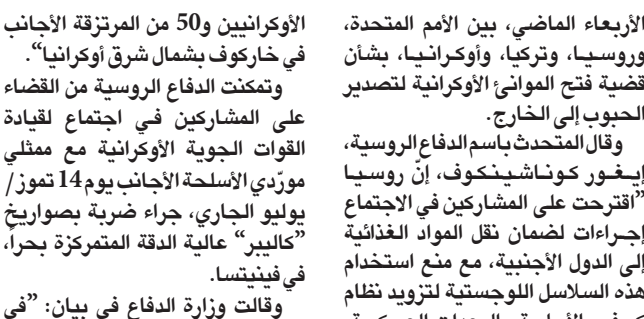 الأربعاء الماضي، بين الأمم المتحدة،
وروسيا، وتركيا، وأوكرانيا، بشأن
قضية فتح الموانئ الأوكرانية لتصدير
الحبوب إلى الخارج.
وقال المتحدث باسم الدفاع الروسية،
إيغور كوناشينكوف، إنّ روسيا
”اقترحت على المشاركين في الاجتماع
إجراءات لضمان نقل المواد الغذائية
إلى الدول الأجنبية، مع منع استخدام
هذه السلاسل اللوجستية لتزويد نظام
الأوكرانيين و50 من المرتزقة الأجانب
في خاركوف بشمال شرق أوكرانيا“.
وتمكنت الدفاع الروسية من القضاء
على المشاركين في اجتماع لقيادة
القوات الجوية الأوكرانية مع ممثلي
مورّدي الأسلحة الأجانب يوم 14 تموز/
يوليو الجاري، جراء ضربة بصواريخ
”كاليبر“ عالية الدقة المتمركزة بحراً،
في فينيتسا.
وقالت وزارة الدفاع في بيان: ”في